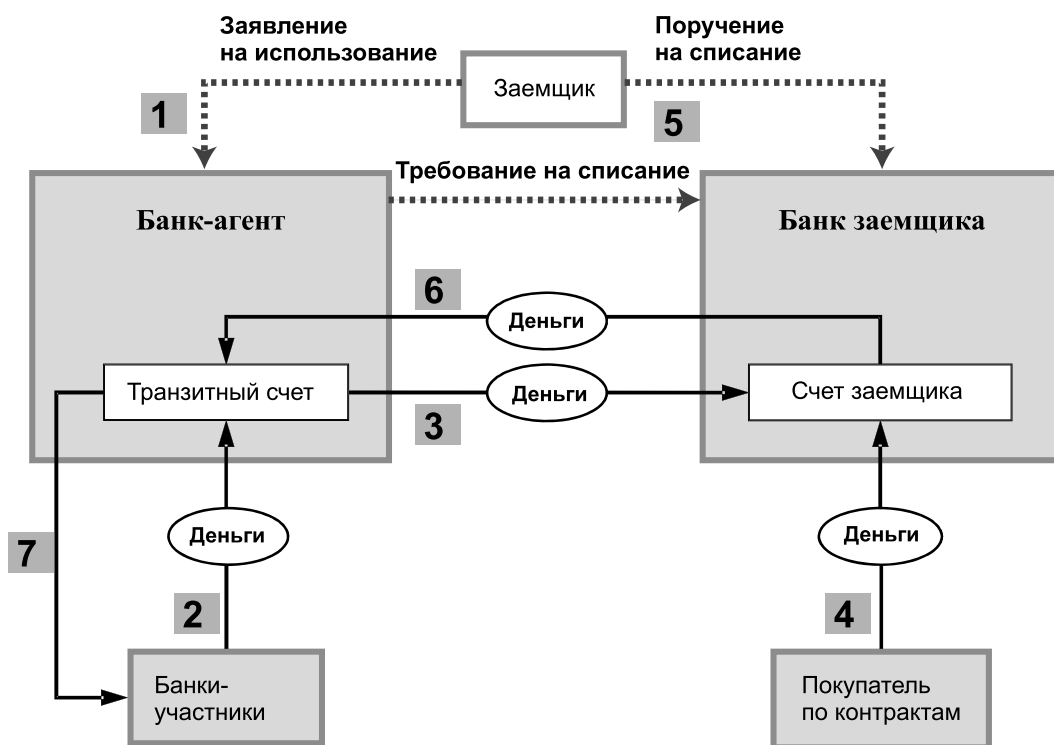 Заявление
на использование
Поручение
на списание
Заемщик
1
5
Требование на списание
Банк-агент
Банк заемщика
6
Деньги
Транзитный счет
Деньги
Счет заемщика
3
Деньги
Деньги
7
2
4
Банки-
участники
Покупатель
по контрактам